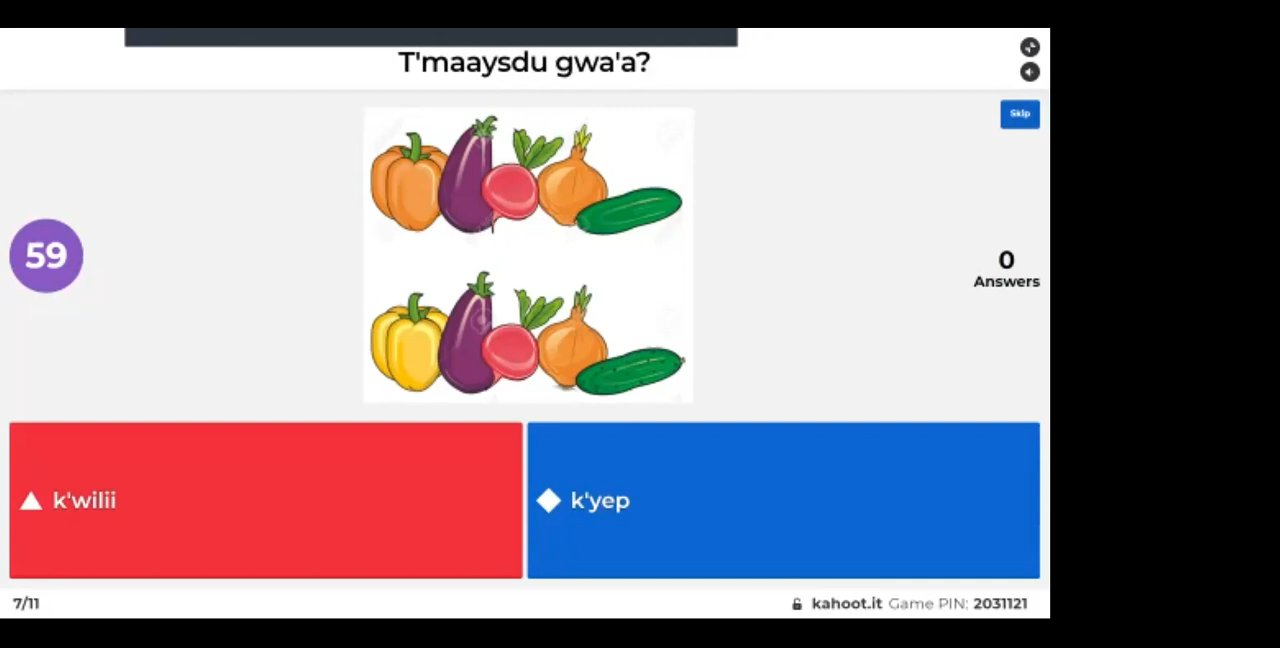 T'maaysdu gwa'a?
Skip
59
0
Answers
k'wilii
k'yep
7/11
kahoot.it Game PIN: 2031121